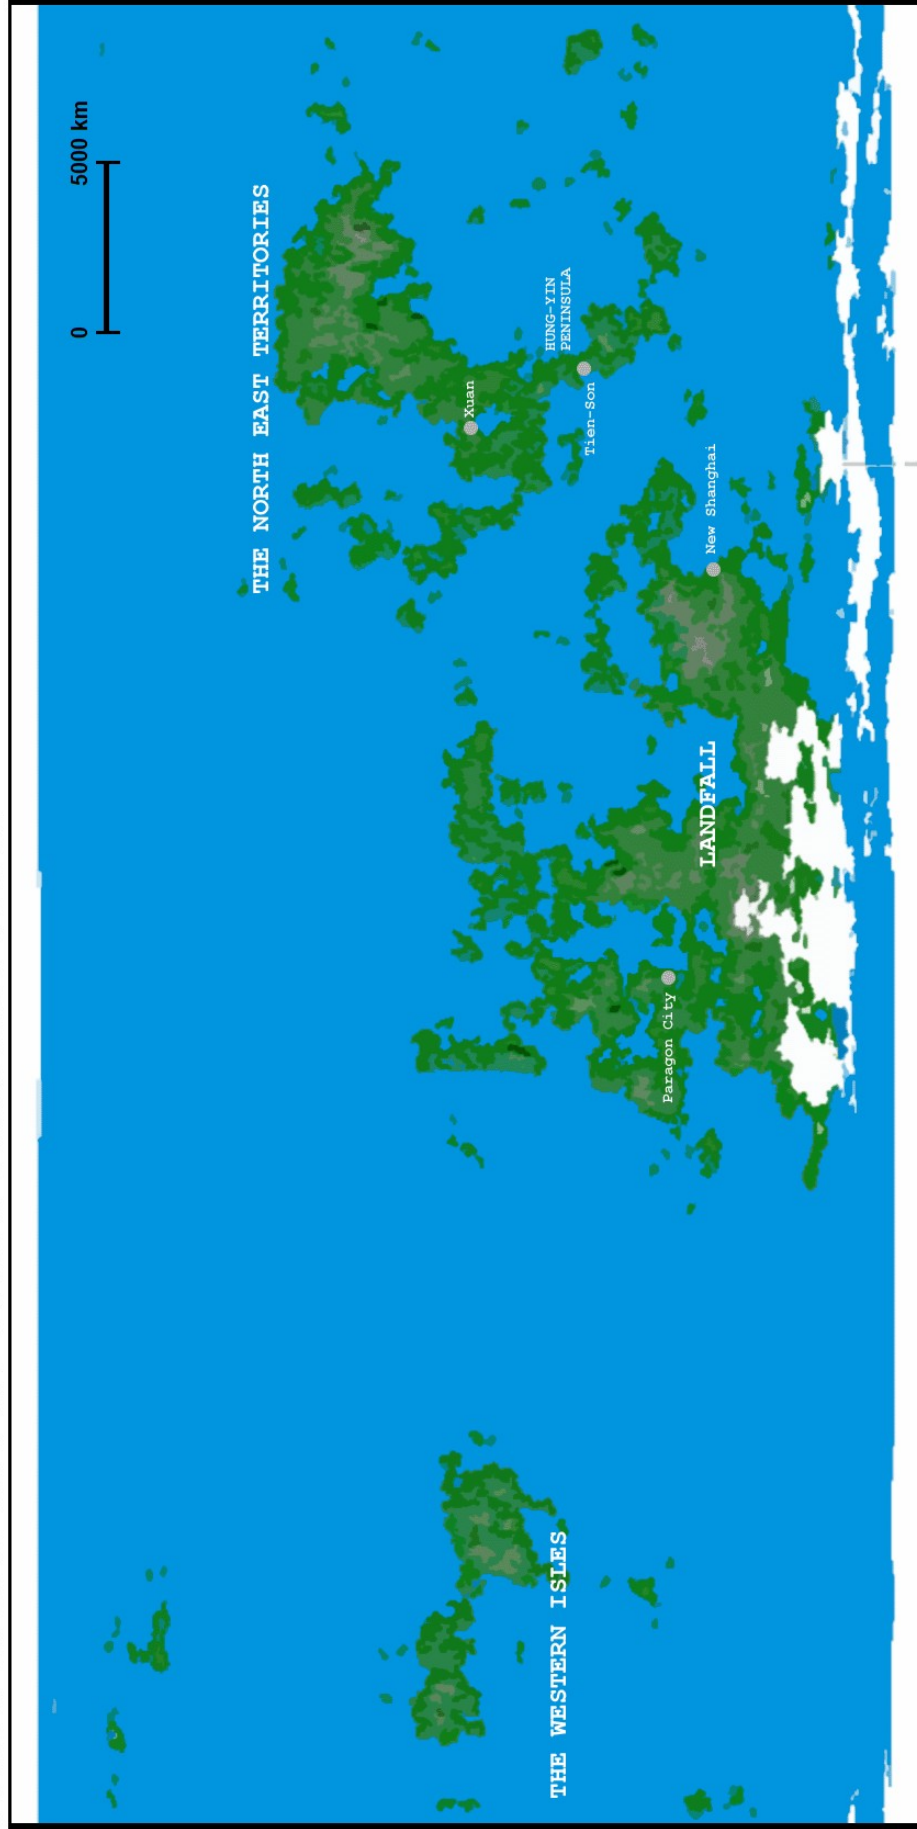 THE NORTH EAST TERRITORIES
0
5000 km
Xuan
HUNG-YIN
PENINSULA
Tien-Son
New Shanghai
LANDFALL
Paragon City
THE WESTERN ISLES